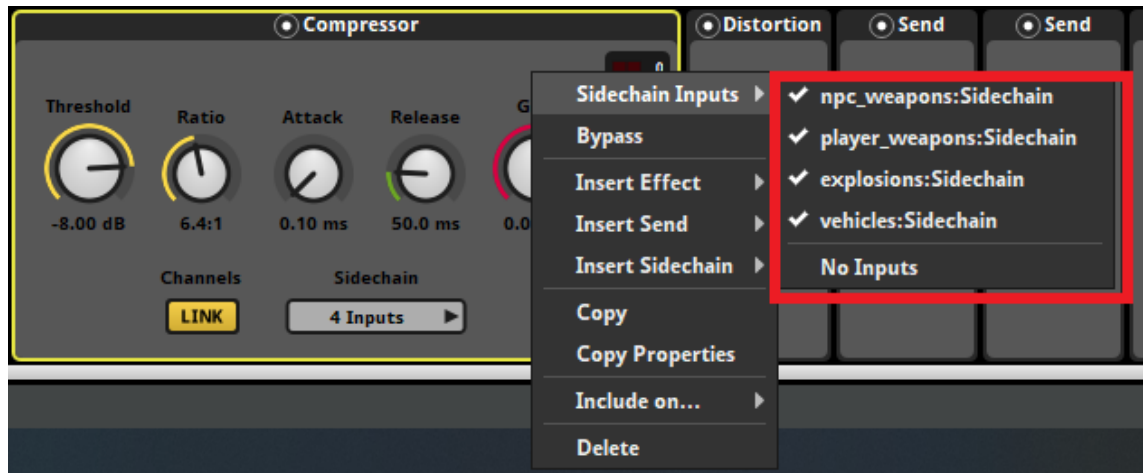 Compressor
Distortion
Send
Send
0
Threshold
Ratio
Attack
Release
G
-8.00 dB
6.4:1
0.10 ms
50.0 ms
0.0
Channels
Sidechain
LINK
4 Inputs
Sidechain Inputs
Bypass
Insert Effect
Insert Send
Insert Sidechain
Copy
Copy Properties
Include on...
Delete
npc_weapons:Sidechain
player_weapons:Sidechain
explosions:Sidechain
vehicles:Sidechain
No Inputs